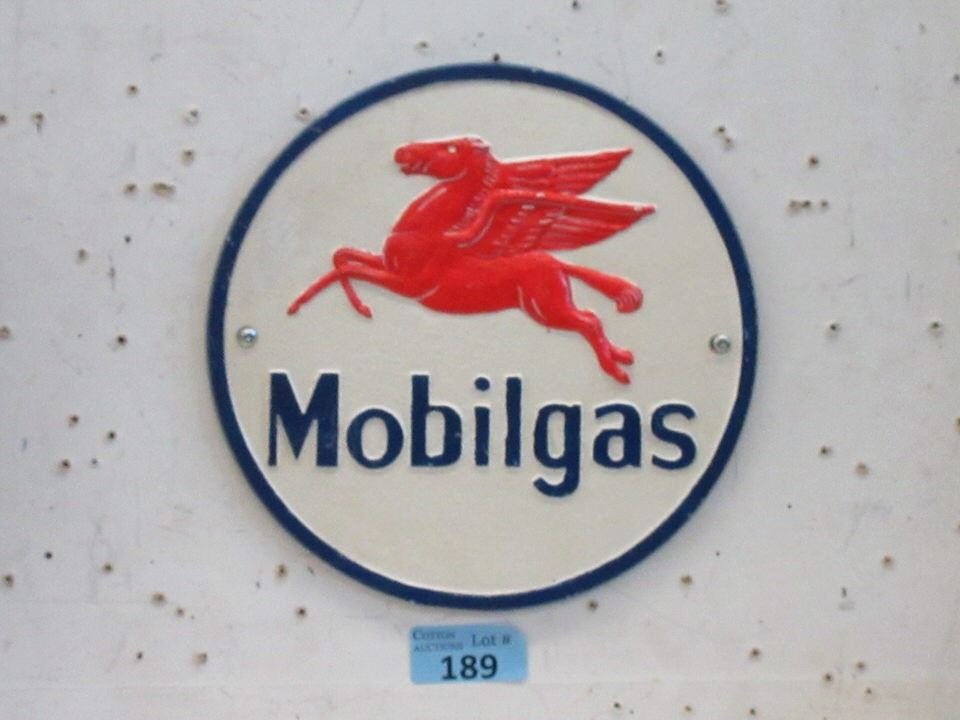 Mobilgas
Cotton Lot #
Auctions
189